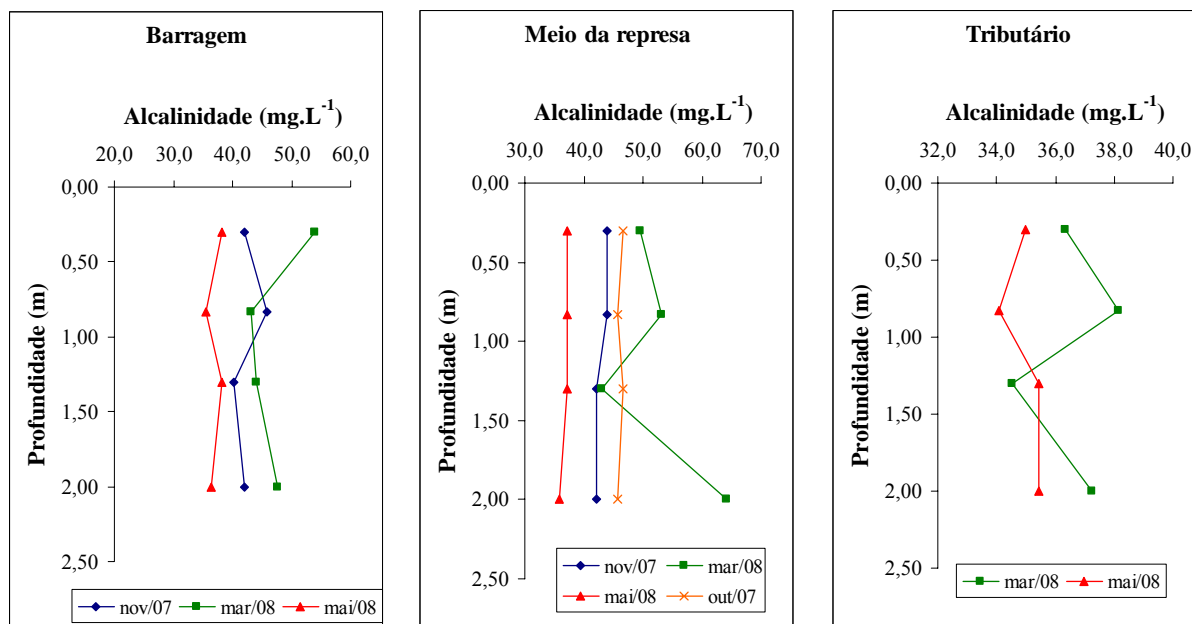 Barragem
Alcalinidade (mg.L-1)
20,0 30,0 40,0 50,0 60,0
0,00
0,50
1,00
1,50
2,00
2,50
Profundidade (m)
nov/07 mar/08 mai/08
Meio da represa
Alcalinidade (mg.L-1)
30,0 40,0 50,0 60,0 70,0
0,00
0,50
1,00
1,50
2,00
2,50
Profundidade (m)
nov/07 mar/08
mai/08 out/07
Tributário
Alcalinidade (mg.L-1)
32,0 34,0 36,0 38,0 40,0
0,00
0,50
1,00
1,50
2,00
2,50
Profundidade (m)
mar/08 mai/08